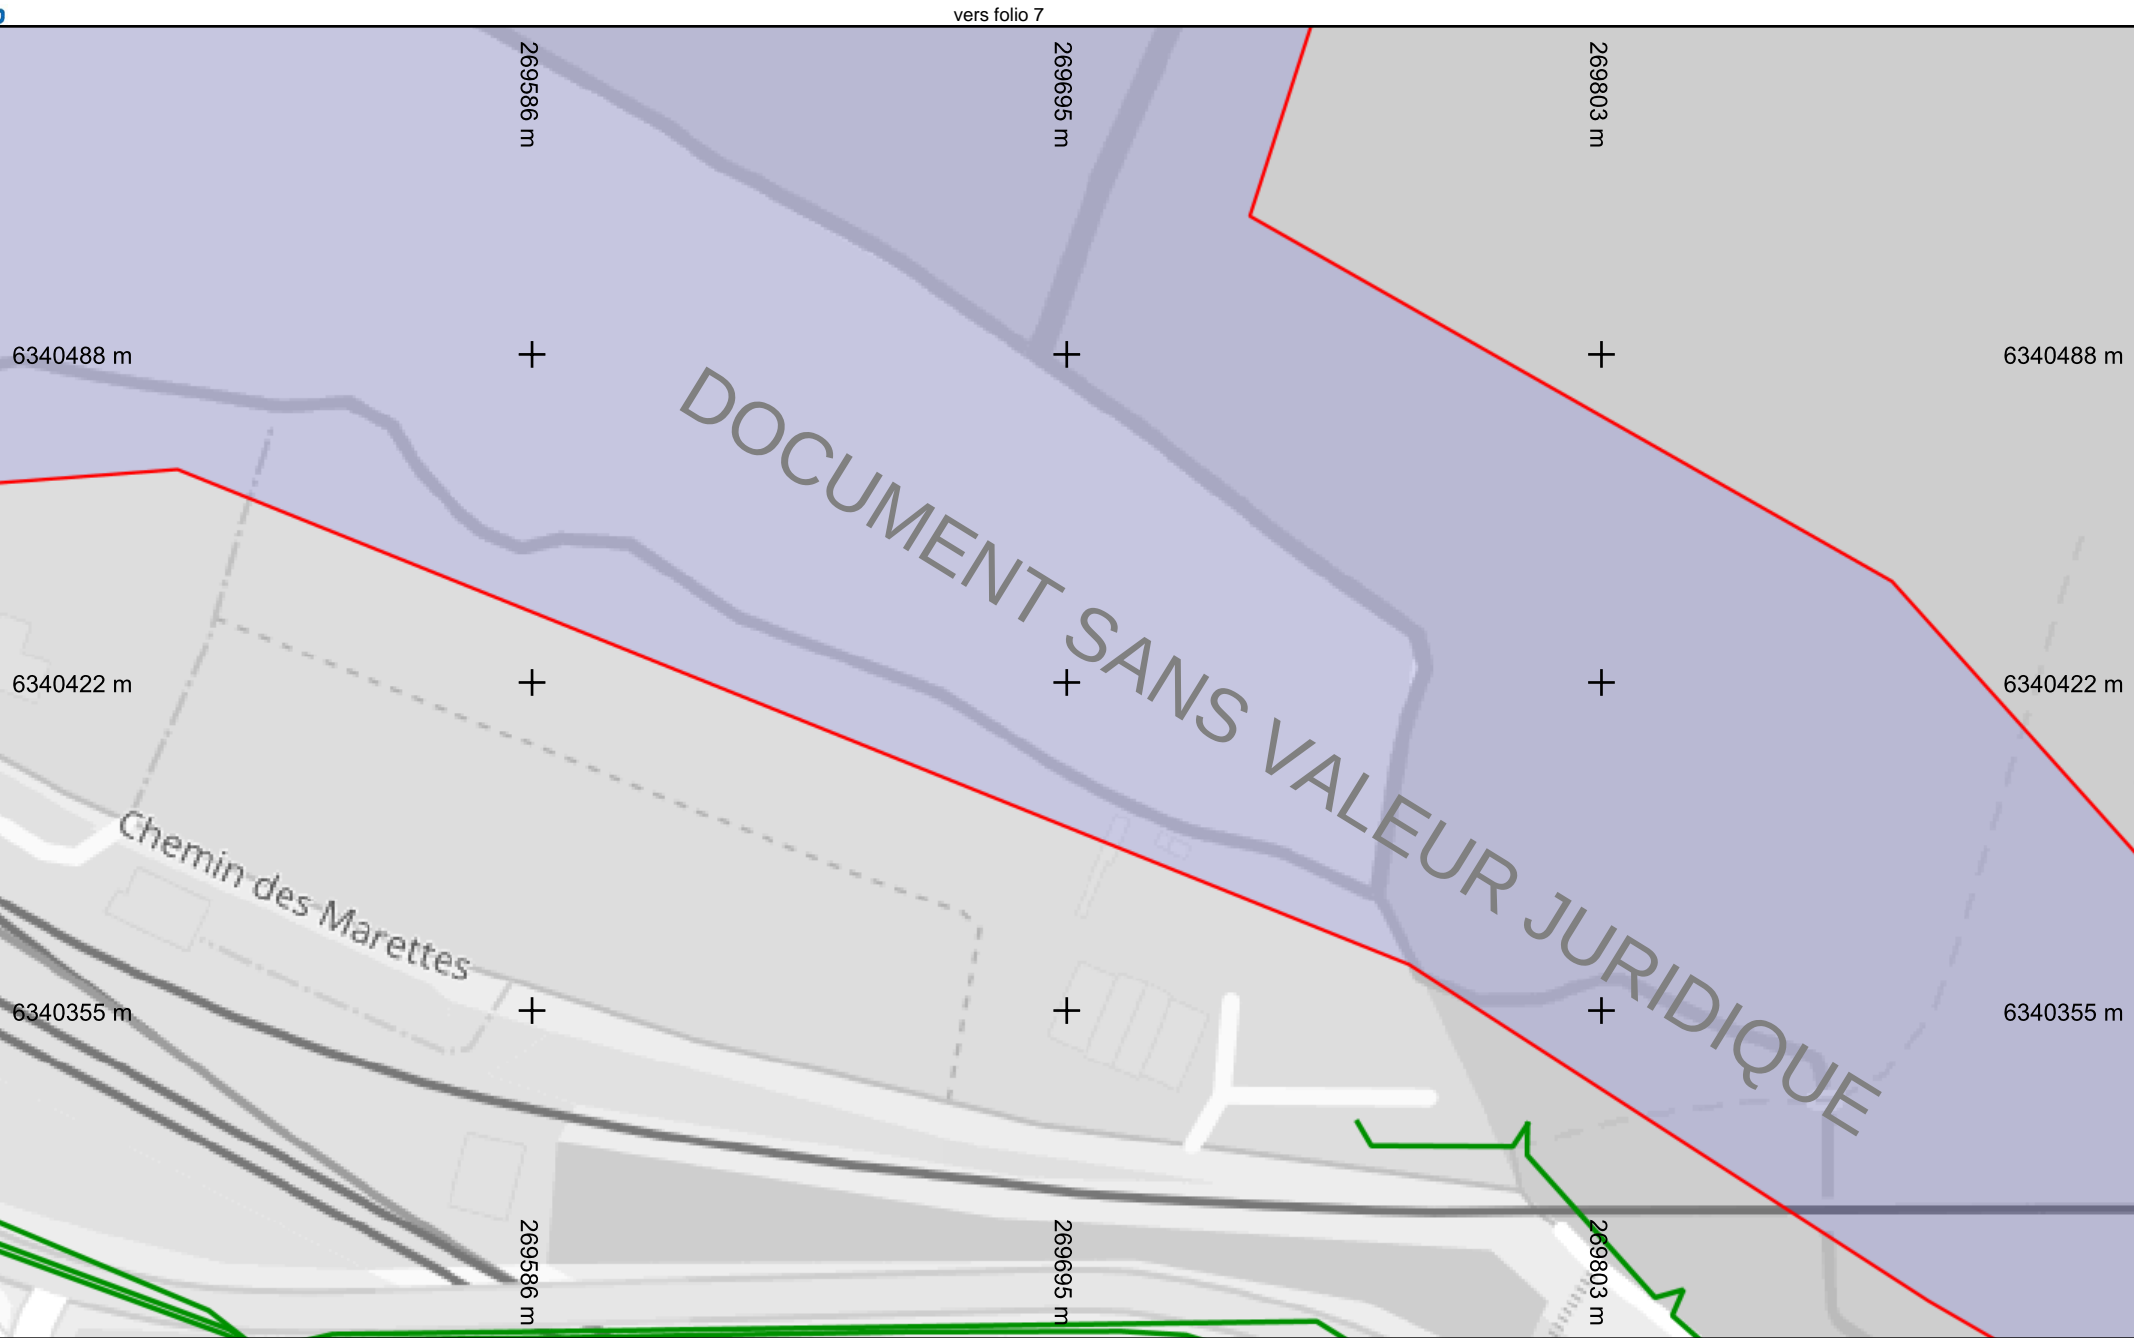 vers folio 7
269586 m
269695 m
269803 m
6340488 m
6340488 m
DOCUMENT SANS VALEUR JURIDIQUE
6340422 m
6340422 m
Chemin des Marettes
6340355 m
6340355 m
269586 m
269695 m
269803 m